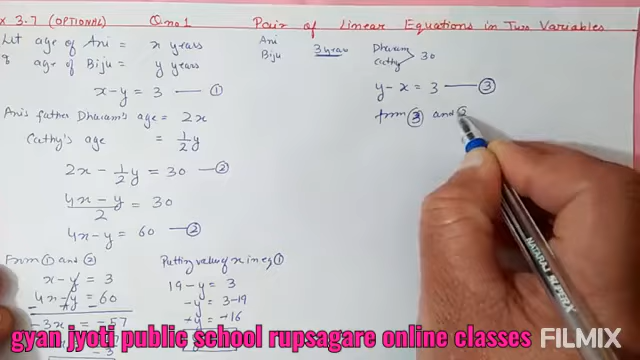 x 3.7 (OPTIONAL) Q no 1 Pair of Linear Equations in Two Variables
Let age of Ani = x years
age of Biju = y years
x-y = 3 — ①
Ani's father Dharam's age = 2x
Cathy's age = 1/2 y
2x - 1/2 y = 30 — ②
4x-y/2 = 30
4x-y = 60 — ②
From ① and ②
x-y = 3
4x-y = 60
-3x = -57
Putting value of x in eq ①
19-y = 3
-y = 3-19
-y = -16
Ani
Biju 3 years
Dharam
Cathy 30
y-x = 3 — ③
from ③ and
gyan jyoti public school rupsagare online classes
FILMIX
NATARAJ